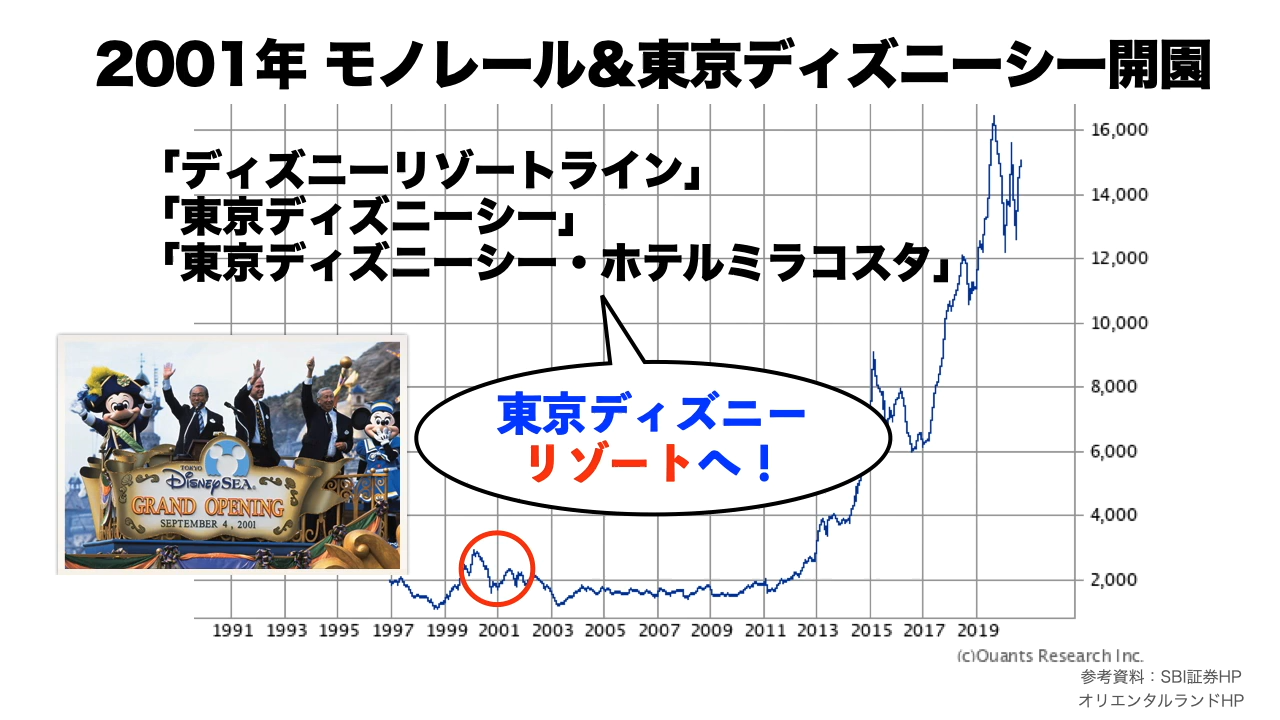 2001年 モノレール&東京ディズニーシー開園
「ディズニーリゾートライン」
「東京ディズニーシー」
「東京ディズニーシー・ホテルミラコスタ」
東京ディズニー
リゾートへ！
TOKYO
DISNEYSEA®
GRAND OPENING
SEPTEMBER 4, 2001
16,000
14,000
12,000
10,000
8,000
6,000
4,000
2,000
1991 1993 1995 1997 1999 2001 2003 2005 2007 2009 2011 2013 2015 2017 2019
(c)Quants Research Inc.
参考資料：SBI証券HP
オリエンタルランドHP